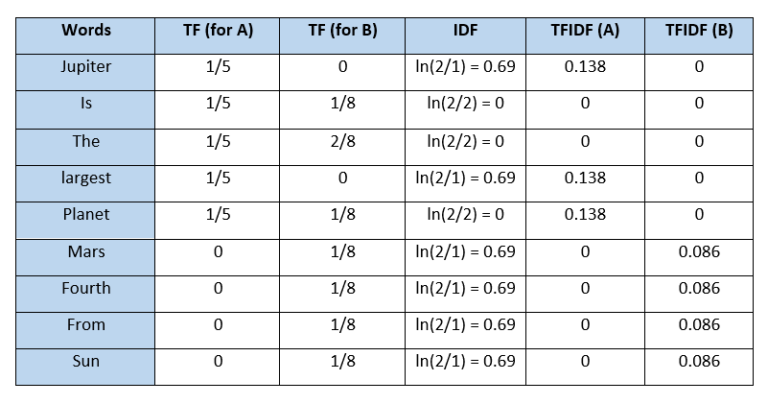 Words TF (for A) TF (for B) IDF TFIDF (A) TFIDF (B)
Jupiter 1/5 0 ln(2/1) = 0.69 0.138 0
Is 1/5 1/8 ln(2/2) = 0 0 0
The 1/5 2/8 ln(2/2) = 0 0 0
largest 1/5 0 ln(2/1) = 0.69 0.138 0
Planet 1/5 1/8 ln(2/2) = 0 0.138 0
Mars 0 1/8 ln(2/1) = 0.69 0 0.086
Fourth 0 1/8 ln(2/1) = 0.69 0 0.086
From 0 1/8 ln(2/1) = 0.69 0 0.086
Sun 0 1/8 ln(2/1) = 0.69 0 0.086